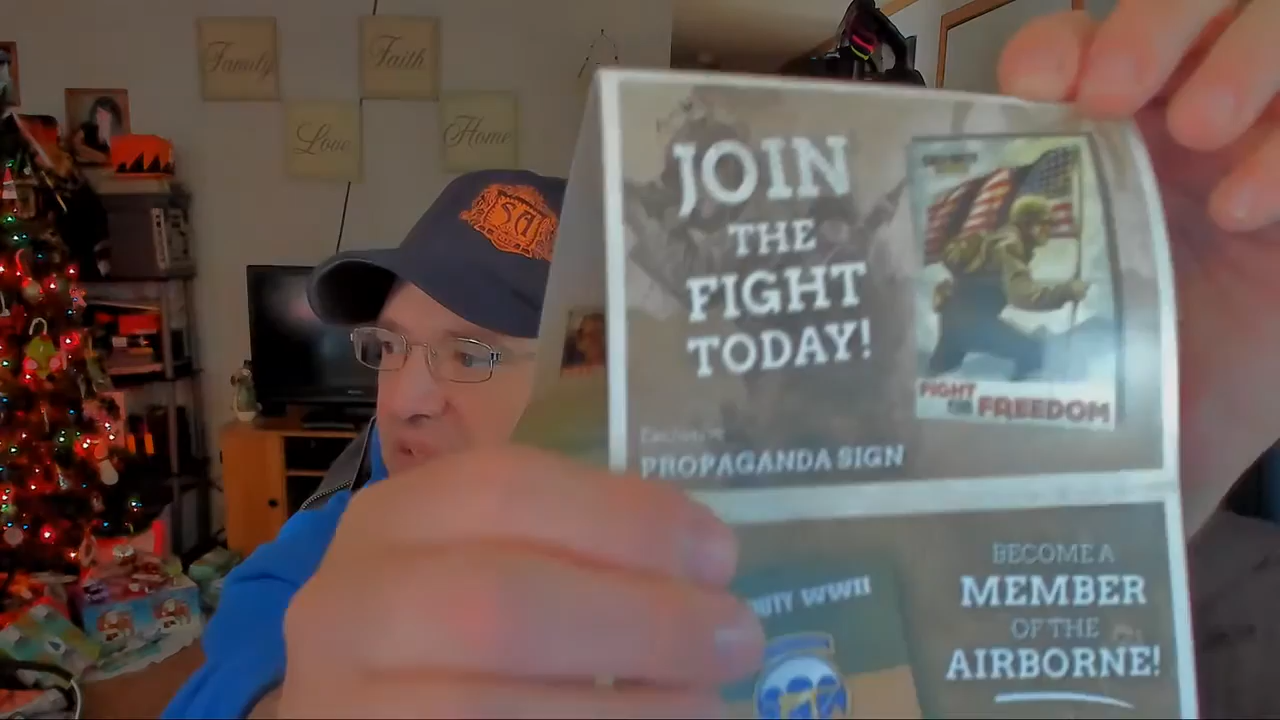 Family
Faith
Love
Home
JOIN
THE
FIGHT
TODAY!
PROPAGANDA SIGN
FIGHT
FOR FREEDOM
BECOME A
MEMBER
OF THE
AIRBORNE!
DUTY WWII